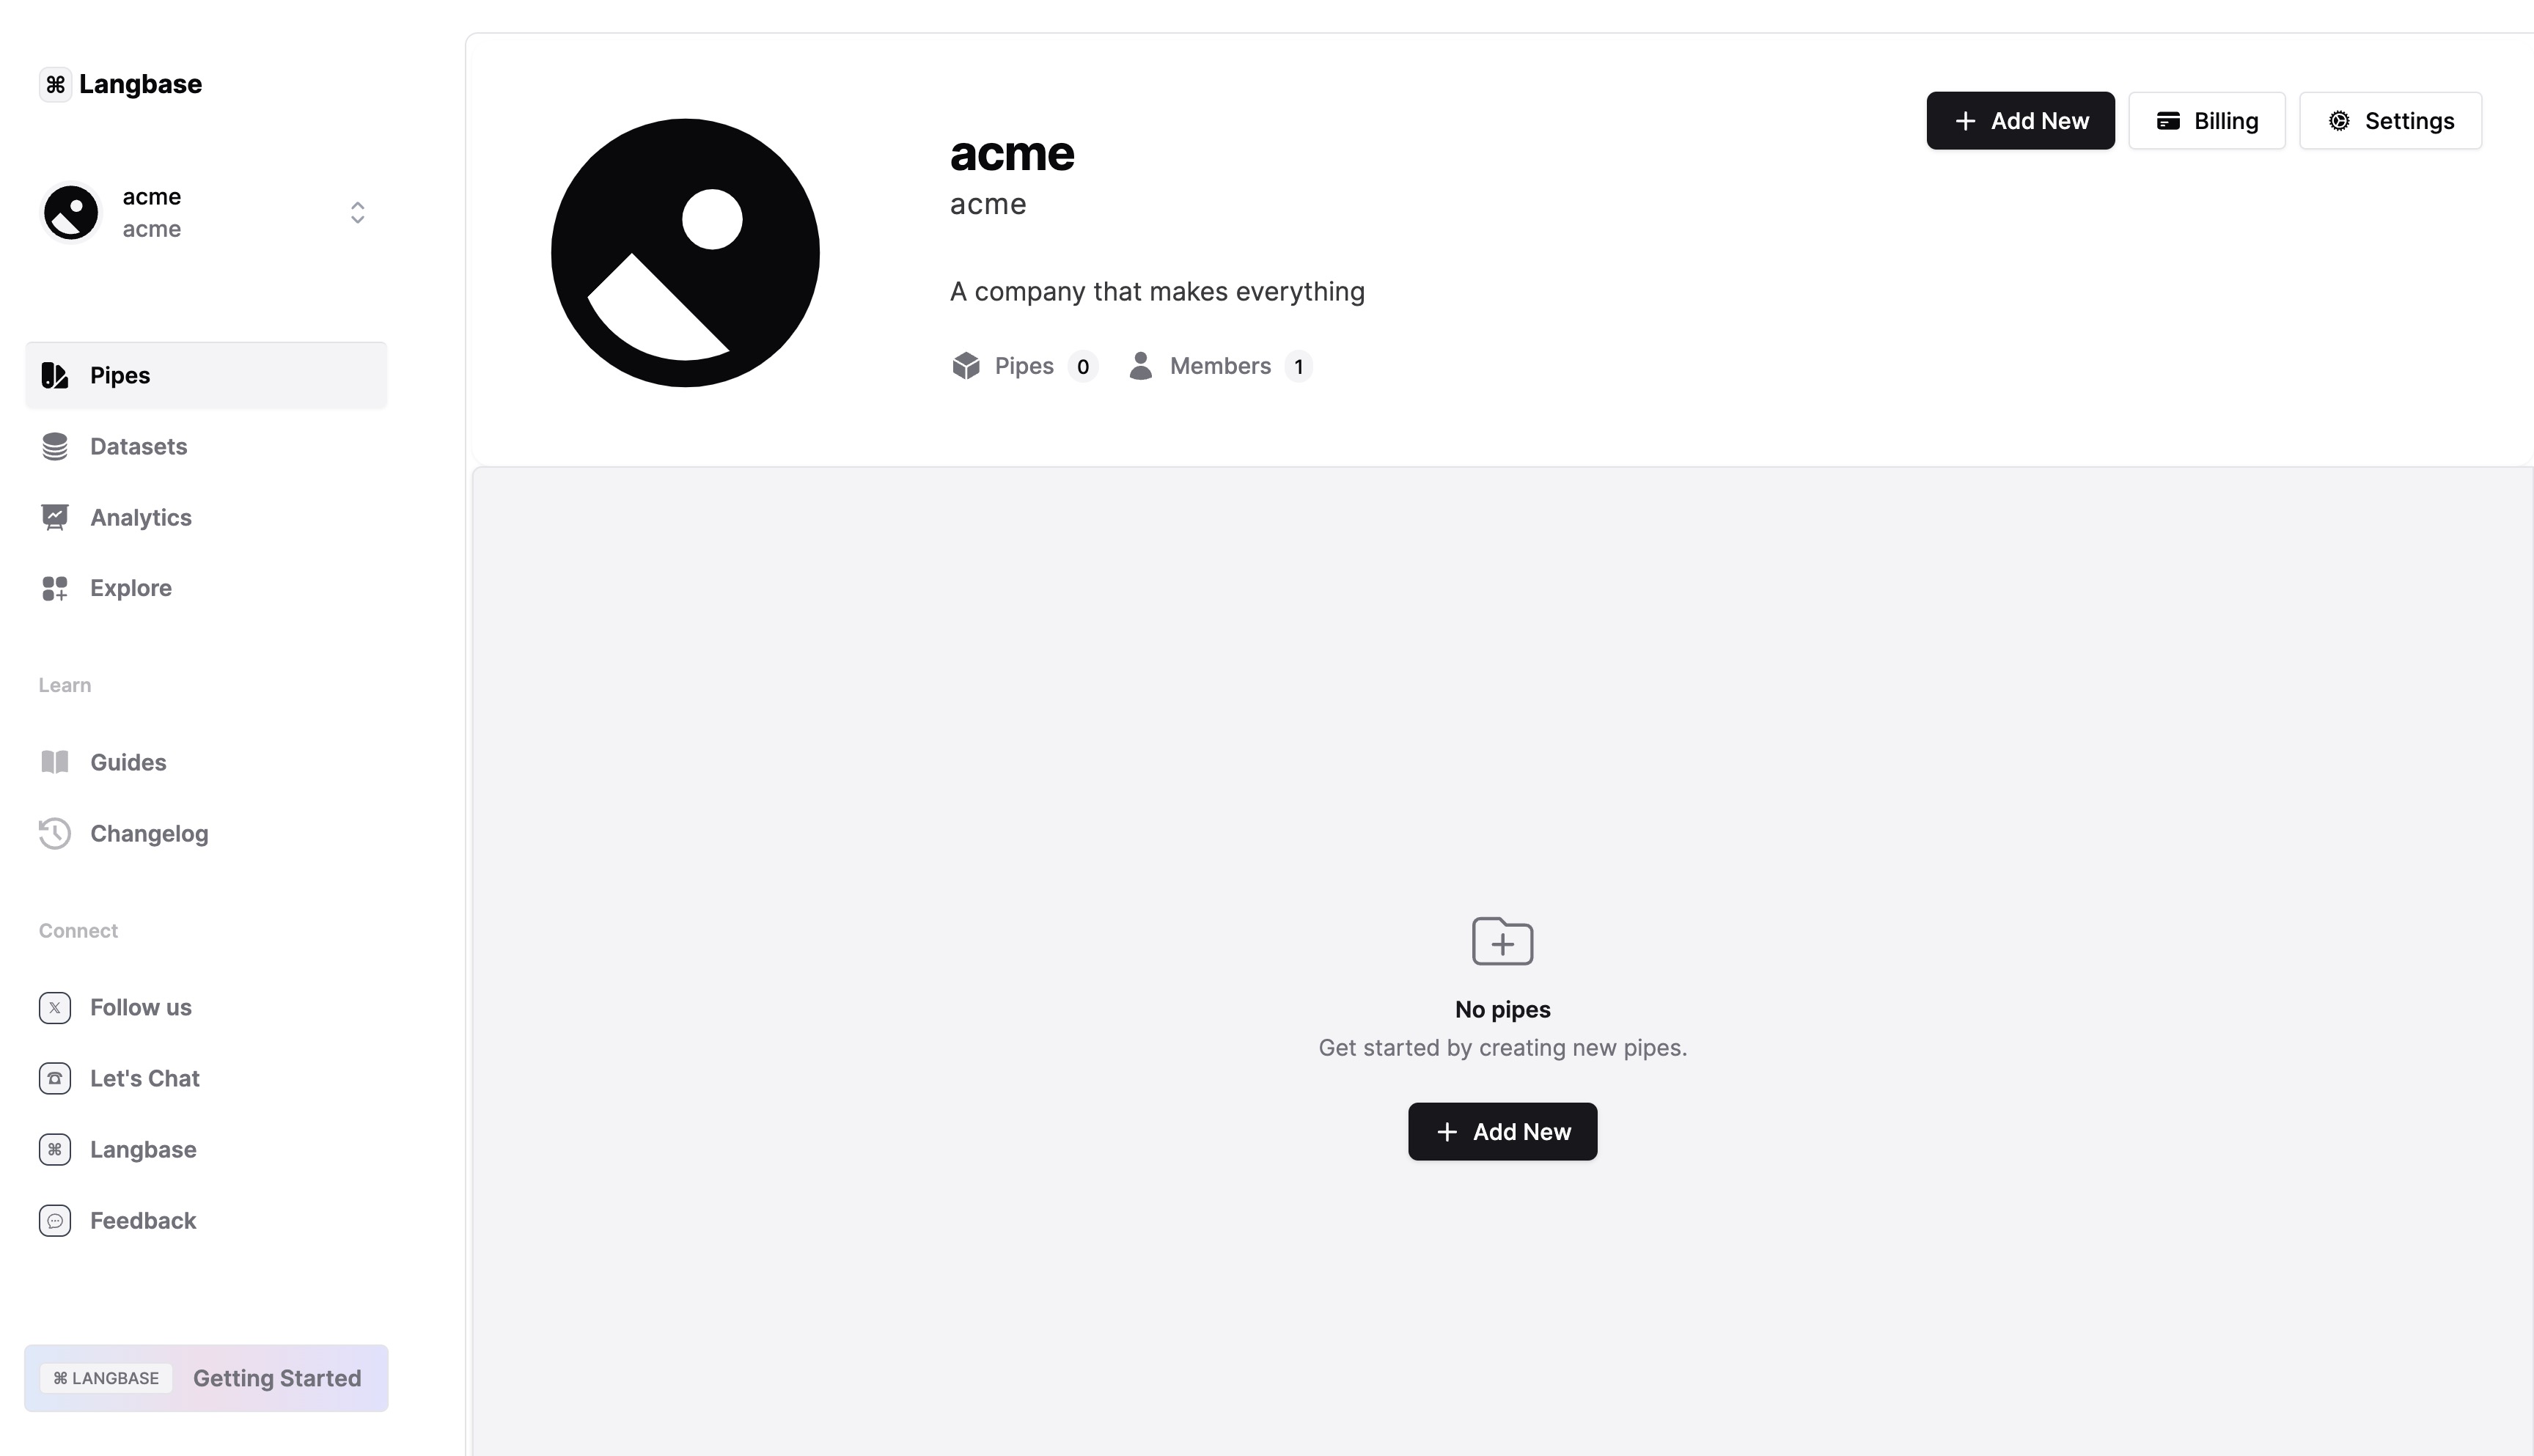 ⌘ Langbase
acme
acme
Pipes
Datasets
Analytics
Explore
Learn
Guides
Changelog
Connect
Follow us
Let's Chat
Langbase
Feedback
⌘ LANGBASE Getting Started
+ Add New Billing Settings
acme
acme
A company that makes everything
Pipes 0 Members 1
No pipes
Get started by creating new pipes.
+ Add New